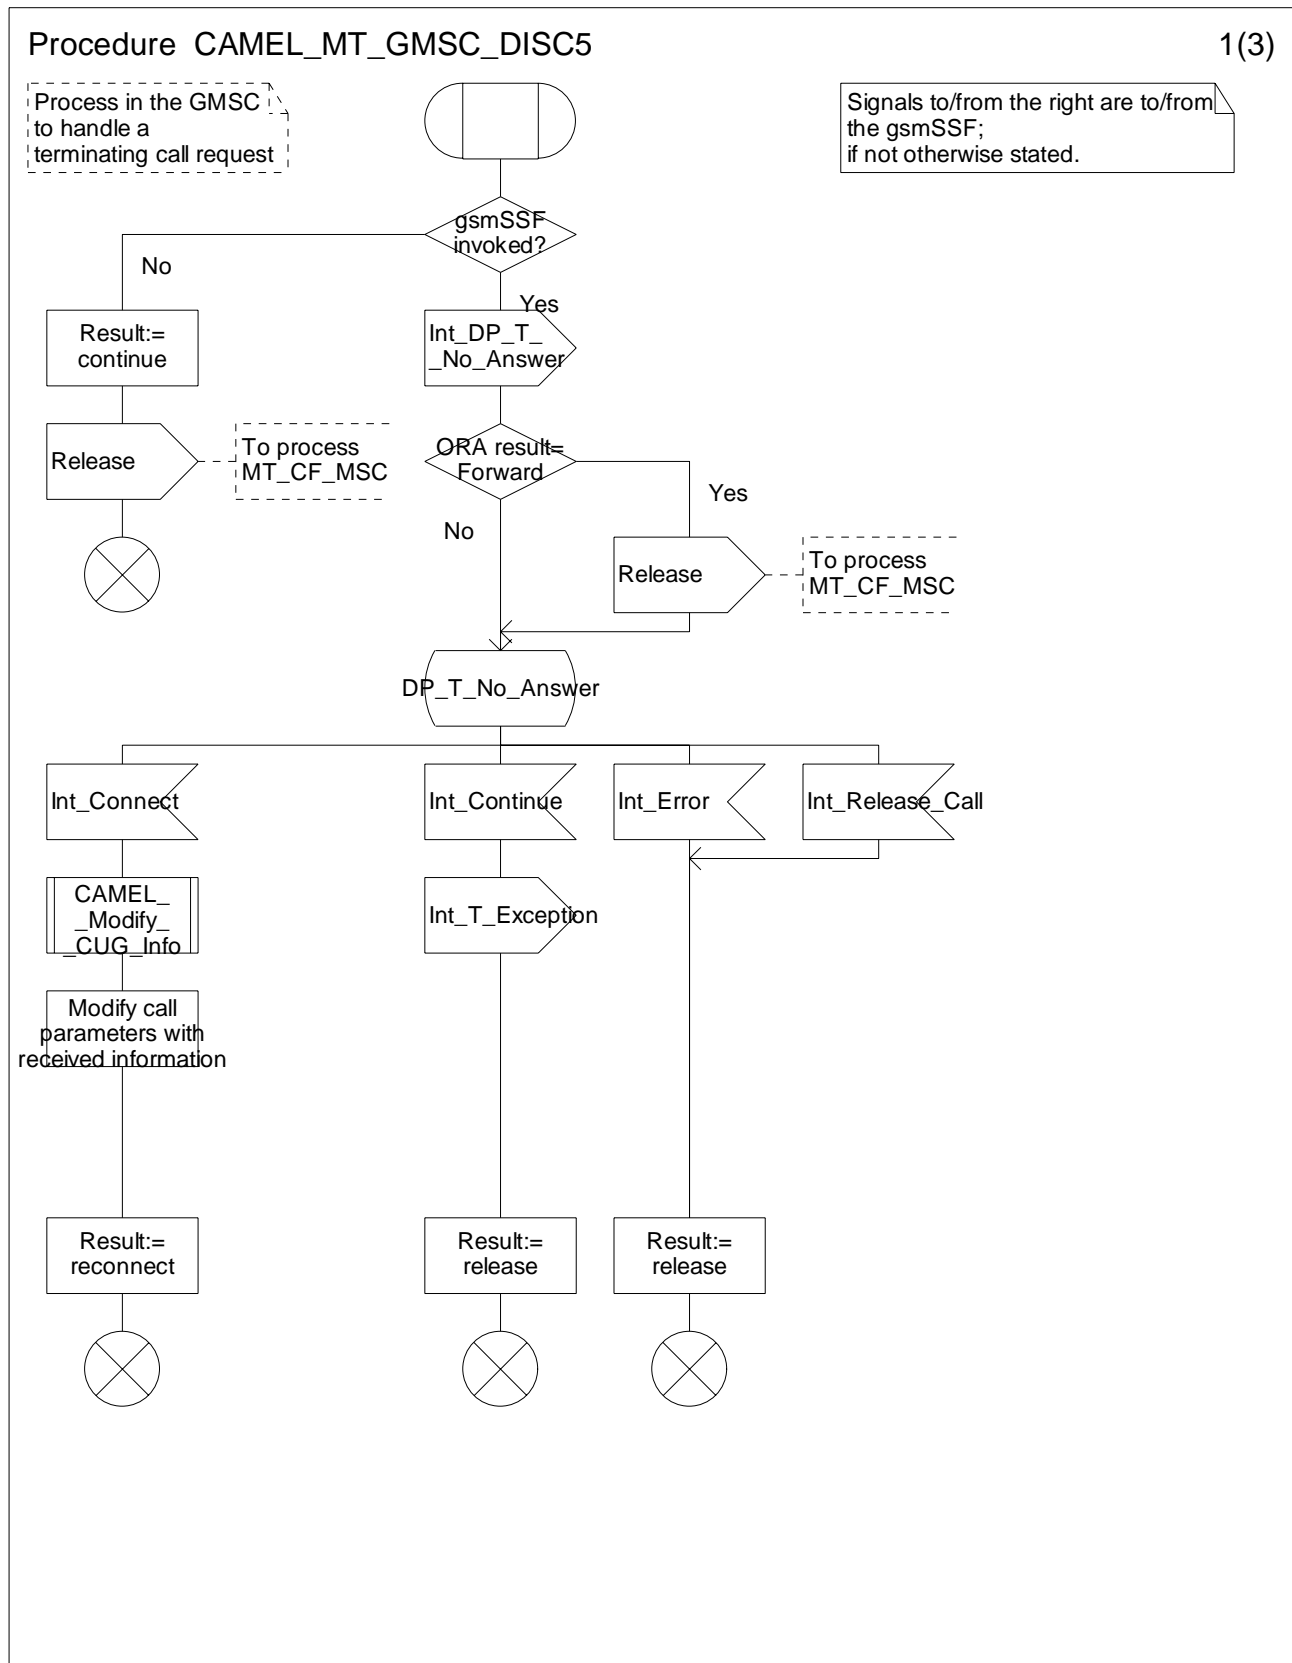 Procedure CAMEL_MT_GMSC_DISC5
1(3)
Process in the GMSC
to handle a
terminating call request
Signals to/from the right are to/from
the gsmSSF;
if not otherwise stated.
gsmSSF
invoked?
No
Yes
Result:=
continue
Int_DP_T_
_No_Answer
Release
To process
MT_CF_MSC
ORA result=
Forward
Yes
No
Release
To process
MT_CF_MSC
DP_T_No_Answer
Int_Connect
Int_Continue
Int_Error
Int_Release_Call
CAMEL_
_Modify_
_CUG_Info
Int_T_Exception
Modify call
parameters with
received information
Result:=
reconnect
Result:=
release
Result:=
release